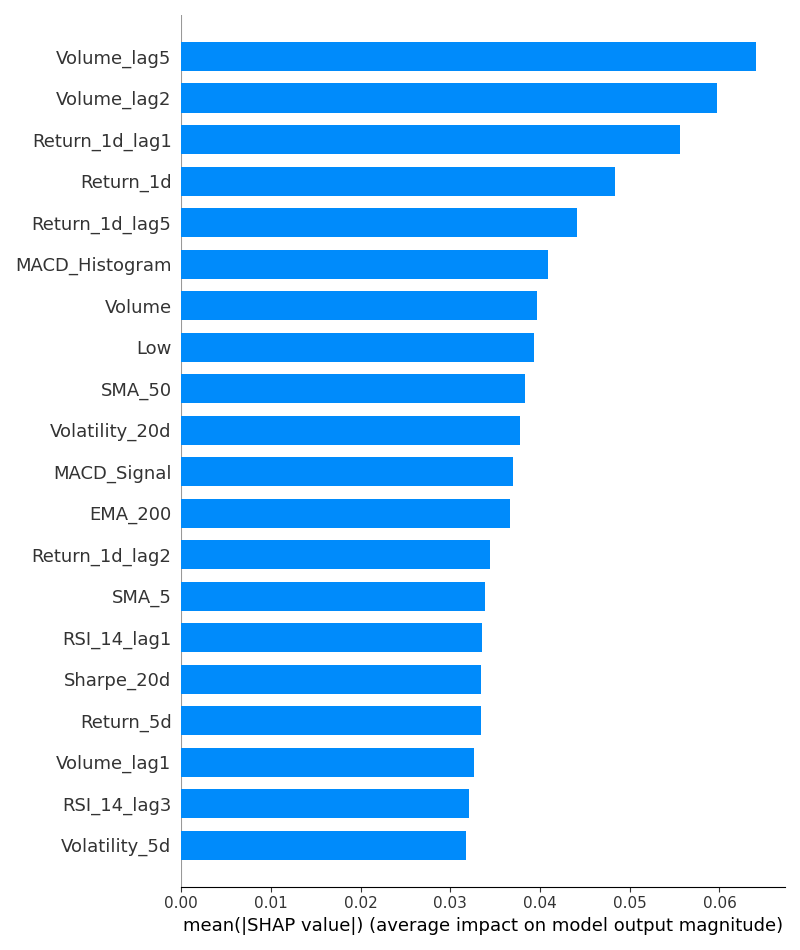 Volume_lag5
Volume_lag2
Return_1d_lag1
Return_1d
Return_1d_lag5
MACD_Histogram
Volume
Low
SMA_50
Volatility_20d
MACD_Signal
EMA_200
Return_1d_lag2
SMA_5
RSI_14_lag1
Sharpe_20d
Return_5d
Volume_lag1
RSI_14_lag3
Volatility_5d
0.00 0.01 0.02 0.03 0.04 0.05 0.06
mean(|SHAP value|) (average impact on model output magnitude)